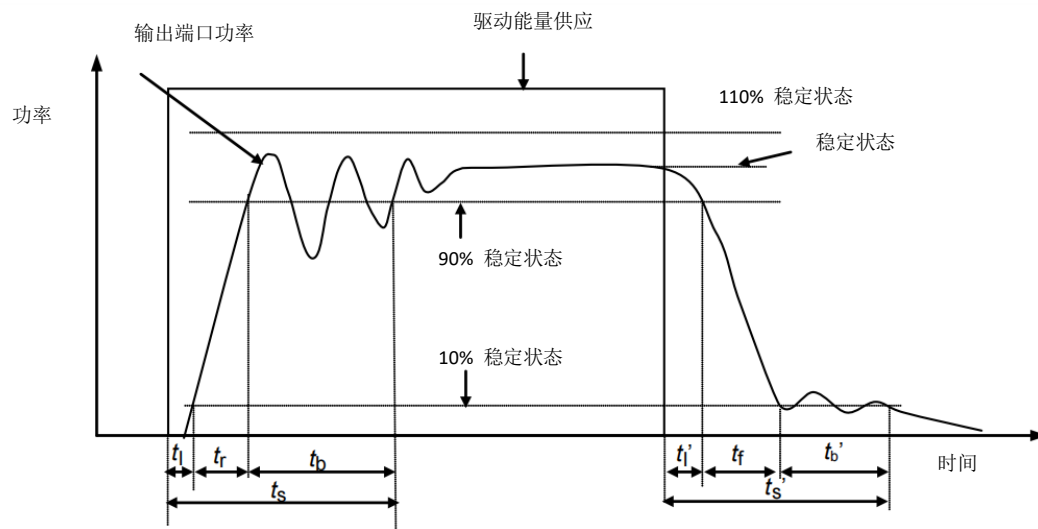 驱动能量供应
输出端口功率
110% 稳定状态
功率
稳定状态
90% 稳定状态
10% 稳定状态
tl tr tb tl’ tf tb’
时间
ts ts’